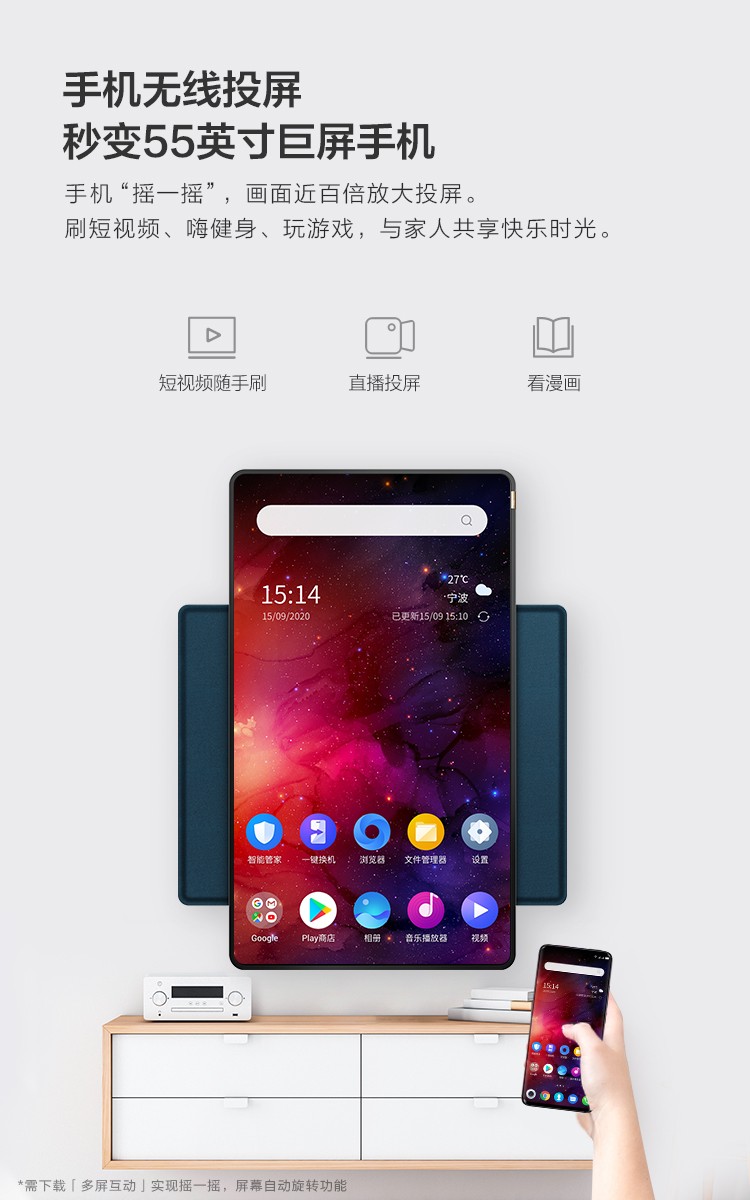 手机无线投屏
秒变55英寸巨屏手机
手机“摇一摇”，画面近百倍放大投屏。
刷短视频、嗨健身、玩游戏，与家人共享快乐时光。
短视频随手刷 直播投屏 看漫画
15:14 27℃
宁波
15/09/2020 已更新15/09 15:10
智能管家 一键换机 浏览器 文件管理器 设置
Google Play商店 相册 音乐播放器 视频
15:14
*需下载「多屏互动」实现摇一摇，屏幕自动旋转功能